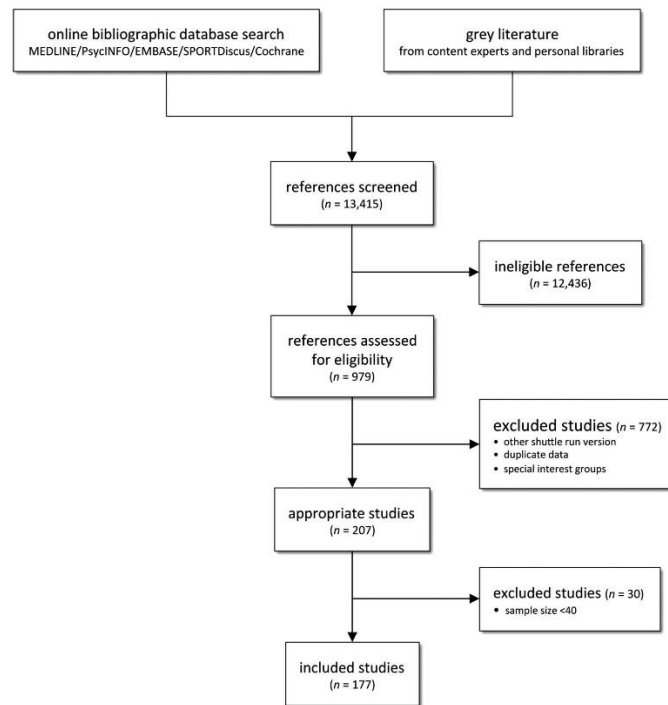 online bibliographic database search
MEDLINE/PsycINFO/EMBASE/SPORTDiscus/Cochrane
grey literature
from content experts and personal libraries
references screened
(n = 13,415)
ineligible references
(n = 12,436)
references assessed
for eligibility
(n = 979)
excluded studies (n = 772)
• other shuttle run version
• duplicate data
• special interest groups
appropriate studies
(n = 207)
excluded studies (n = 30)
• sample size <40
included studies
(n = 177)